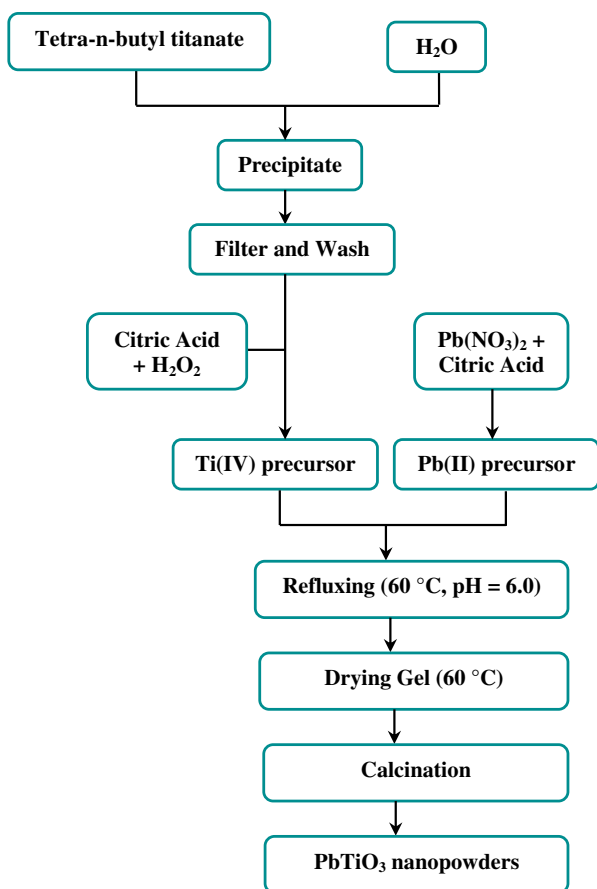 Tetra-n-butyl titanate
H₂O
Precipitate
Filter and Wash
Citric Acid
+ H₂O₂
Pb(NO₃)₂ +
Citric Acid
Ti(IV) precursor
Pb(II) precursor
Refluxing (60 °C, pH = 6.0)
Drying Gel (60 °C)
Calcination
PbTiO₃ nanopowders